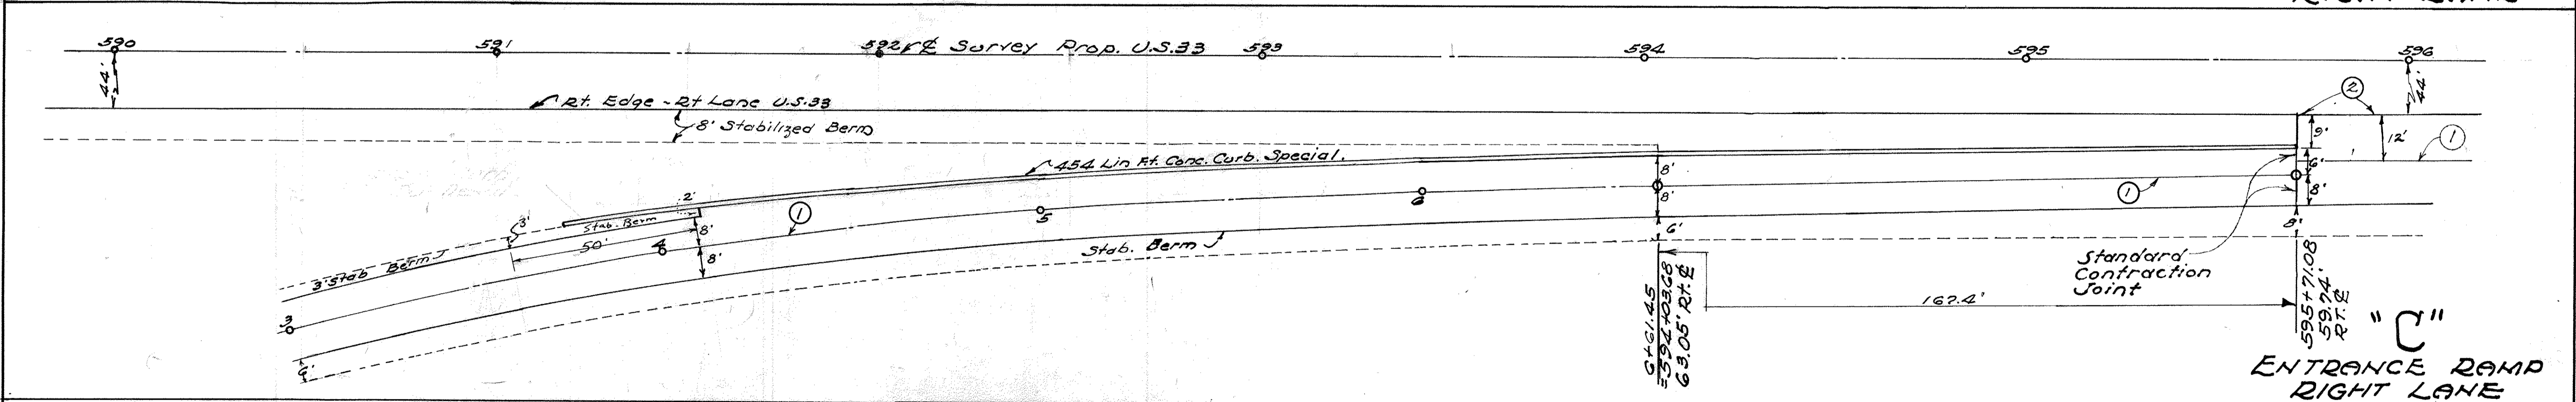 590
591
592
℄ Survey Prop. U.S.33
593
594
595
596
44'
44'
Rt. Edge - Rt Lane U.S.33
8' Stabilized Berm
2
9'
12'
1
454 Lin Ft. Conc. Curb. Special.
8'
6'
8'
1
8'
2'
3'
Stab. Berm
50'
4
1
8'
8'
5
6
6'
8'
3' Stab Berm
Stab. Berm
3
6'
Standard
Contraction
Joint
167.4'
6+61.45
=594+03.68
63.05' Rt. ℄
595+71.08
59.74'
RT. ℄
"C"
ENTRANCE RAMP
RIGHT LANE